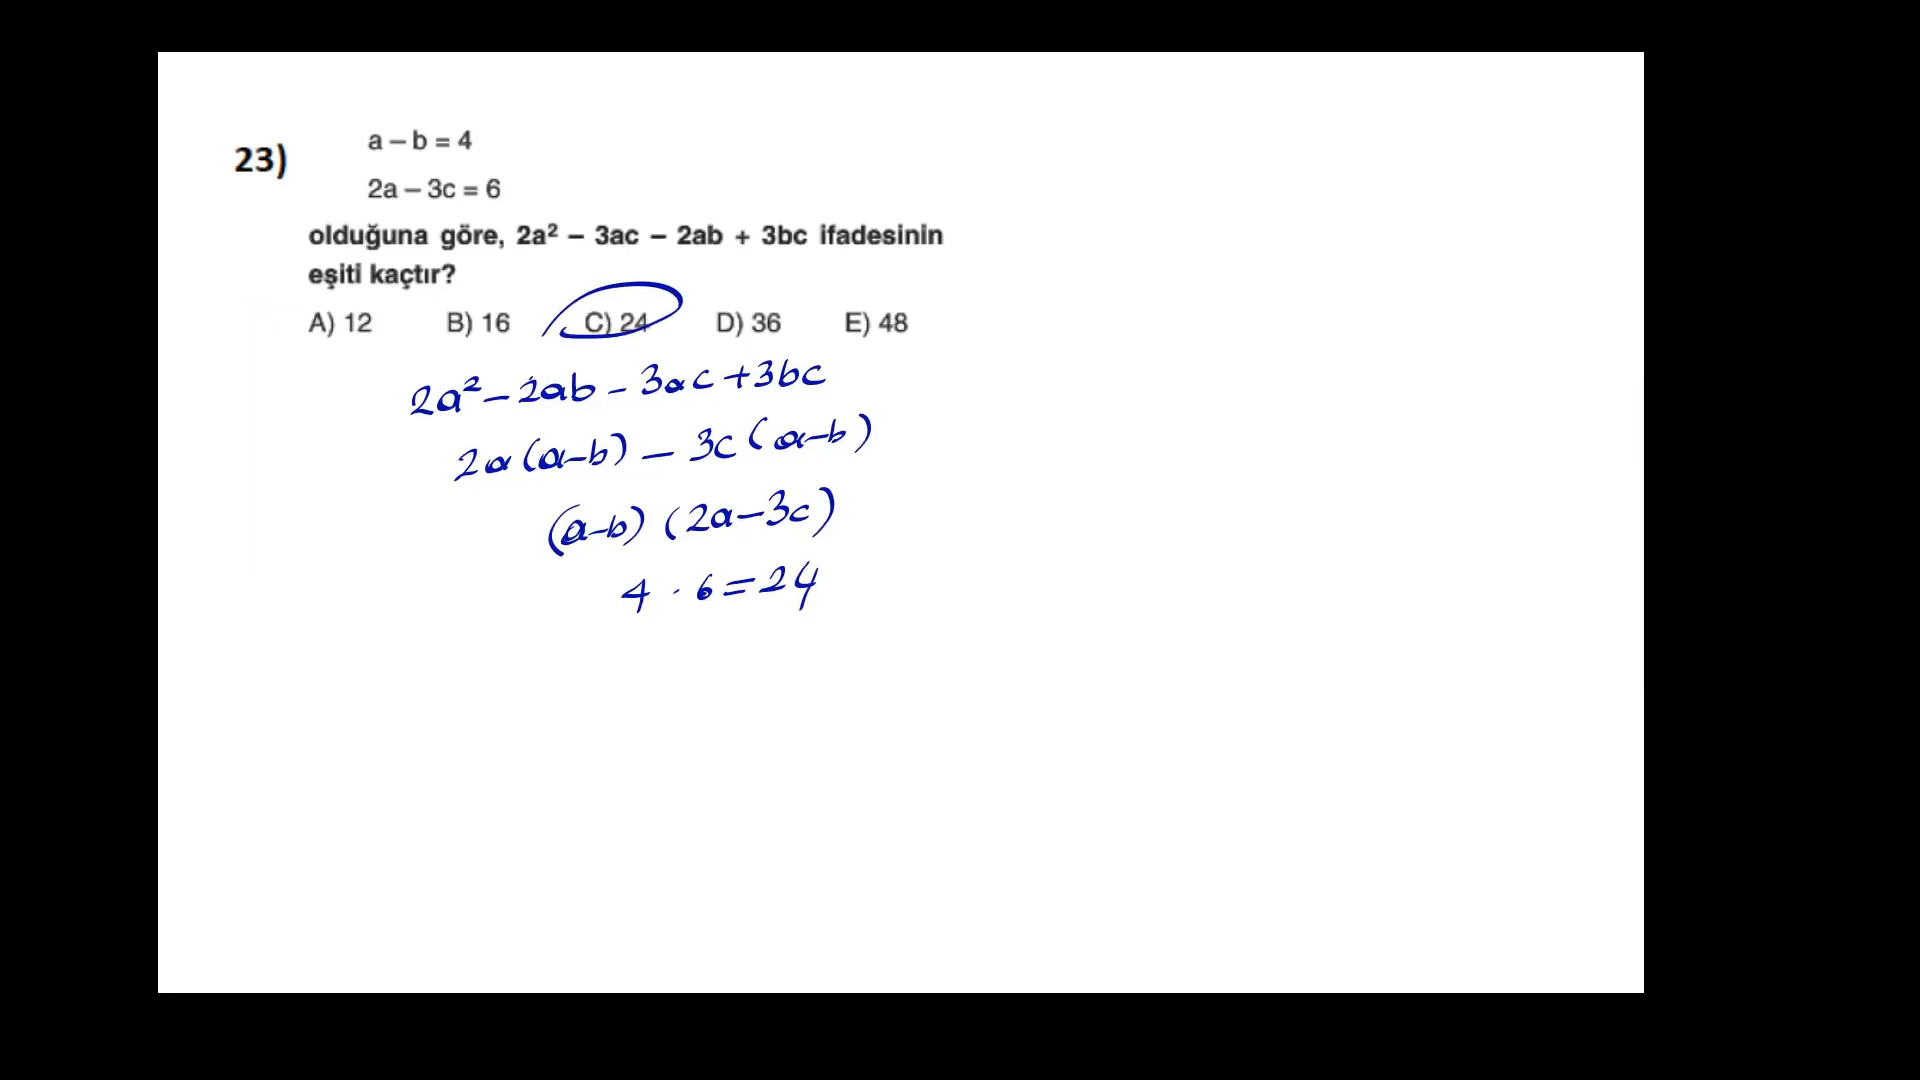 23)
a – b = 4
2a – 3c = 6
olduğuna göre, 2a² – 3ac – 2ab + 3bc ifadesinin
eşiti kaçtır?
A) 12 B) 16 C) 24 D) 36 E) 48
2a² – 2ab – 3ac + 3bc
2a (a–b) – 3c (a–b)
(a–b) (2a–3c)
4 . 6 = 24